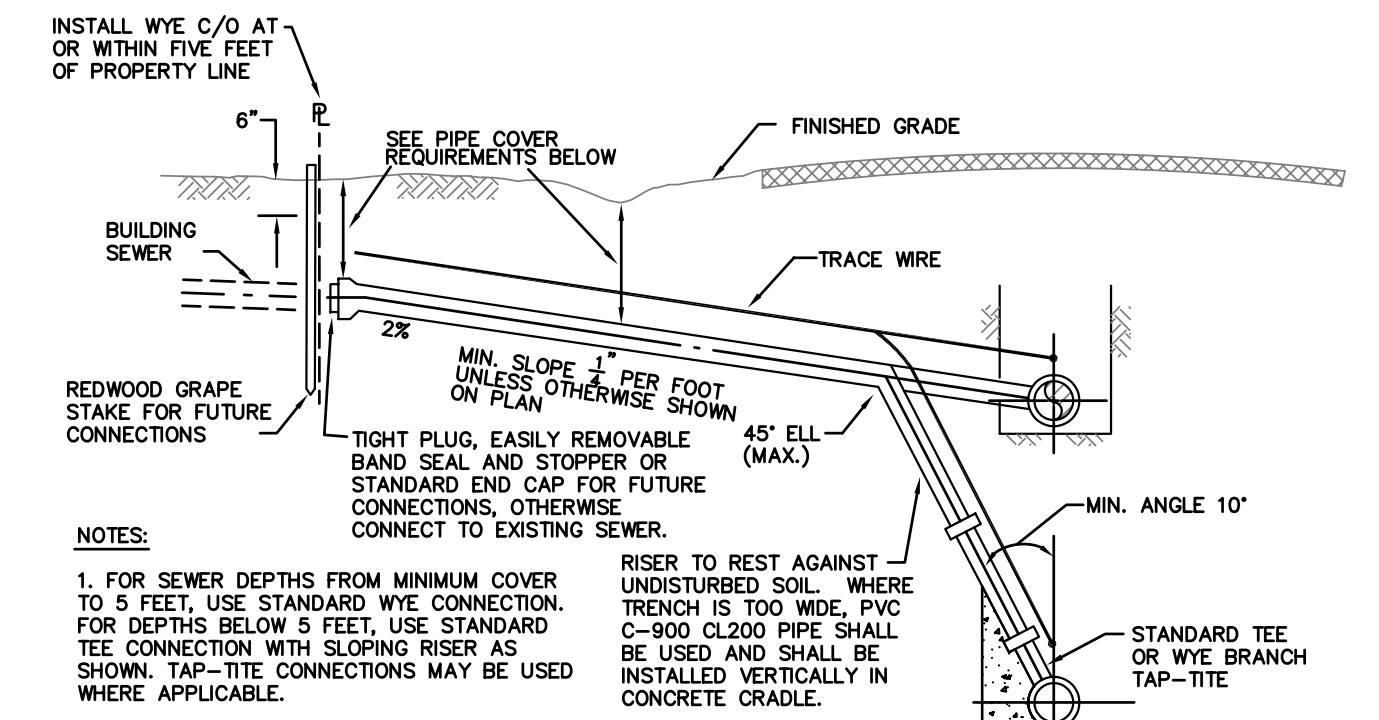 INSTALL WYE C/O AT
OR WITHIN FIVE FEET
OF PROPERTY LINE
PL
6"
SEE PIPE COVER
REQUIREMENTS BELOW
FINISHED GRADE
BUILDING
SEWER
TRACE WIRE
2%
MIN. SLOPE 1/4" PER FOOT
UNLESS OTHERWISE SHOWN
ON PLAN
REDWOOD GRAPE
STAKE FOR FUTURE
CONNECTIONS
TIGHT PLUG, EASILY REMOVABLE
BAND SEAL AND STOPPER OR
STANDARD END CAP FOR FUTURE
CONNECTIONS, OTHERWISE
CONNECT TO EXISTING SEWER.
45° ELL
(MAX.)
MIN. ANGLE 10°
NOTES:
1. FOR SEWER DEPTHS FROM MINIMUM COVER
TO 5 FEET, USE STANDARD WYE CONNECTION.
FOR DEPTHS BELOW 5 FEET, USE STANDARD
TEE CONNECTION WITH SLOPING RISER AS
SHOWN. TAP-TITE CONNECTIONS MAY BE USED
WHERE APPLICABLE.
RISER TO REST AGAINST
UNDISTURBED SOIL. WHERE
TRENCH IS TOO WIDE, PVC
C-900 CL200 PIPE SHALL
BE USED AND SHALL BE
INSTALLED VERTICALLY IN
CONCRETE CRADLE.
STANDARD TEE
OR WYE BRANCH
TAP-TITE